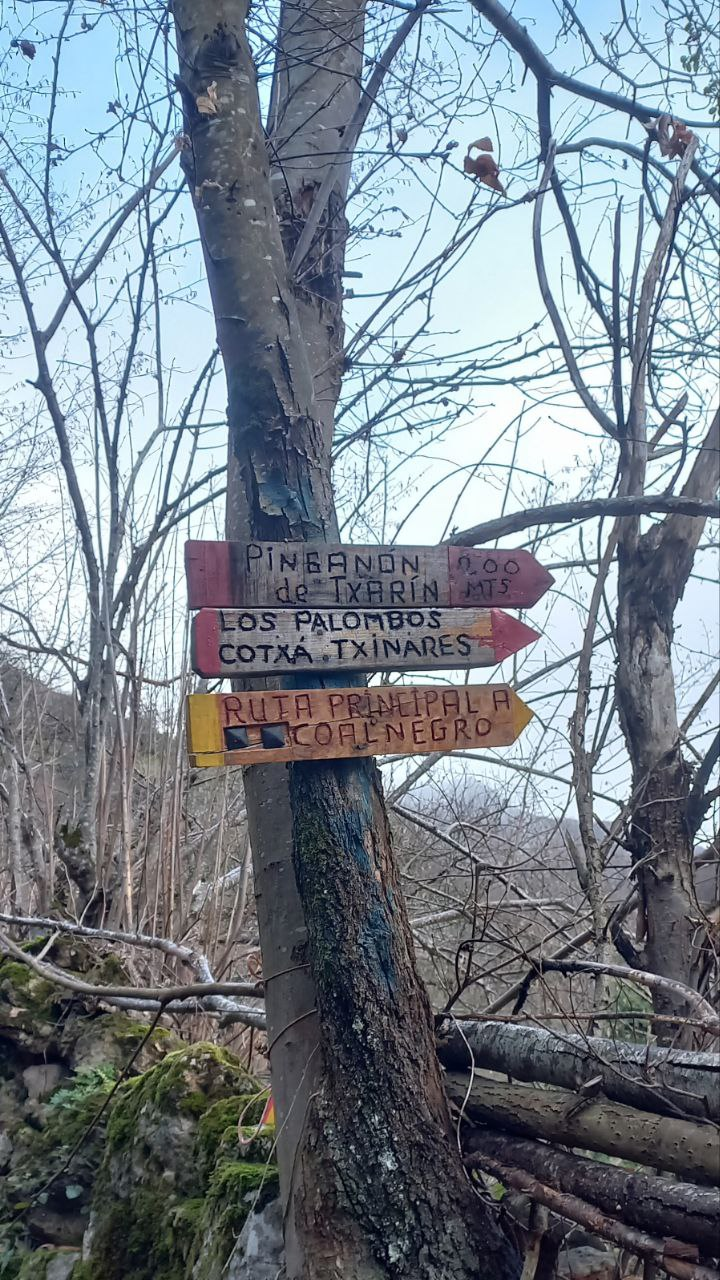 PINGANÓN 200
de TXARÍN MTS
LOS PALOMBOS
COTXÁ. TXINARES
RUTA PRINCIPAL A
COALNEGRO